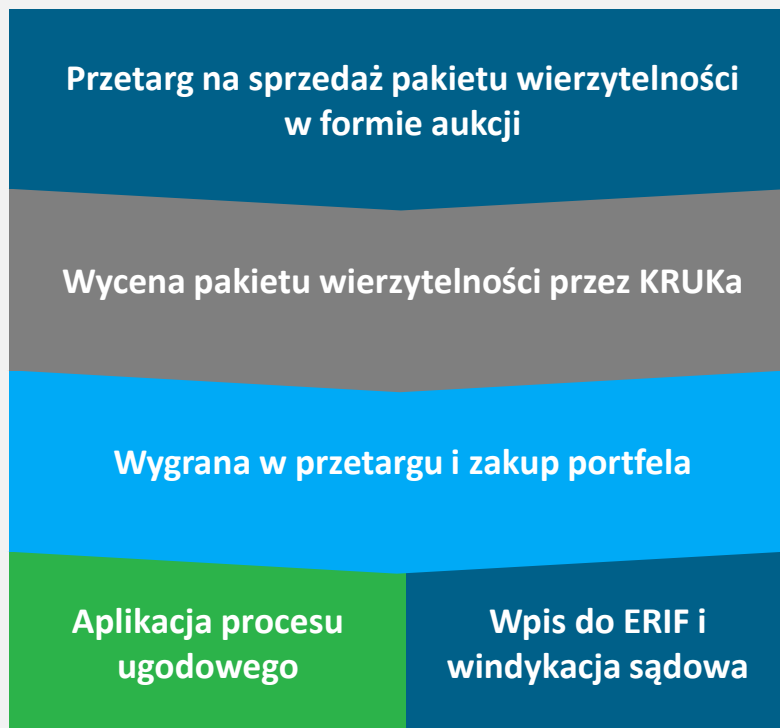 Przetarg na sprzedaż pakietu wierzytelności
w formie aukcji
Wycena pakietu wierzytelności przez KRUKa
Wygrana w przetargu i zakup portfela
Aplikacja procesu
ugodowego
Wpis do ERIF i
windykacja sądowa